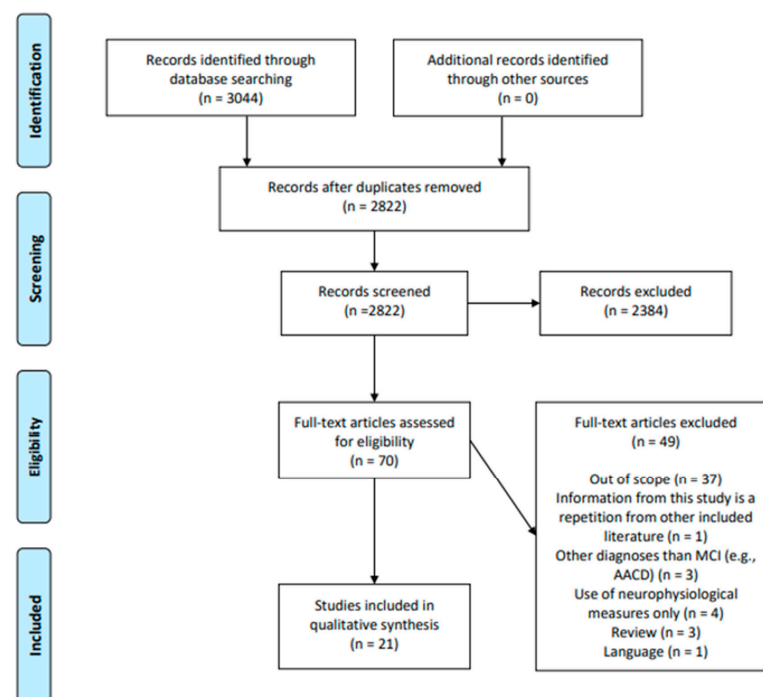 Identification
Records identified through
database searching
(n = 3044)
Additional records identified
through other sources
(n = 0)
Records after duplicates removed
(n = 2822)
Screening
Records screened
(n =2822)
Records excluded
(n = 2384)
Eligibility
Full-text articles assessed
for eligibility
(n = 70)
Full-text articles excluded
(n = 49)
Out of scope (n = 37)
Information from this study is a
repetition from other included
literature (n = 1)
Other diagnoses than MCI (e.g.,
AACD) (n = 3)
Use of neurophysiological
measures only (n = 4)
Review (n = 3)
Language (n = 1)
Included
Studies included in
qualitative synthesis
(n = 21)